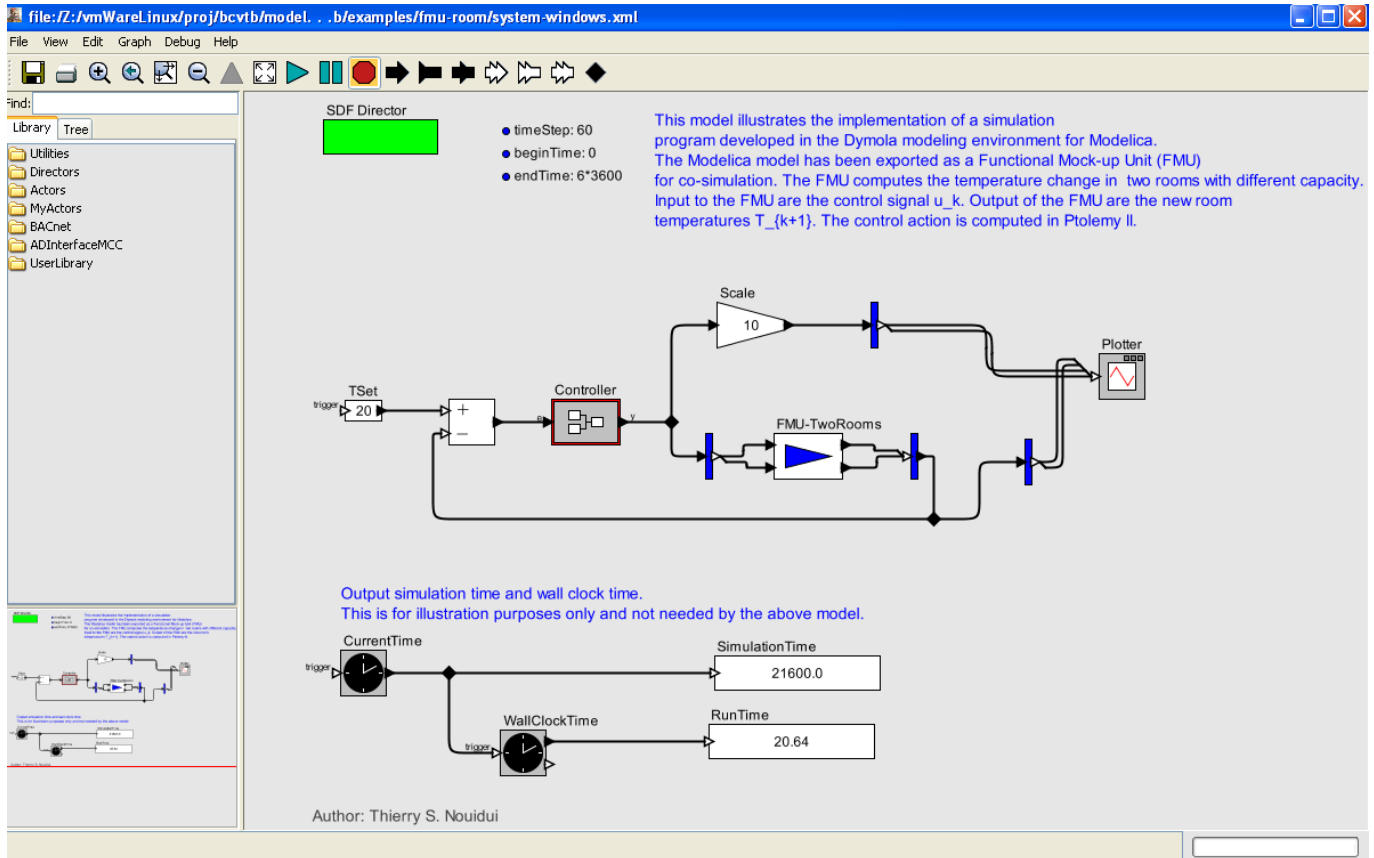 file:/Z:/vmWareLinux/proj/bcvtb/model. . .b/examples/fmu-room/system-windows.xml
File View Edit Graph Debug Help
Find:
Library Tree
Utilities
Directors
Actors
MyActors
BACnet
ADInterfaceMCC
UserLibrary
SDF Director
timeStep: 60
beginTime: 0
endTime: 6*3600
This model illustrates the implementation of a simulation
program developed in the Dymola modeling environment for Modelica.
The Modelica model has been exported as a Functional Mock-up Unit (FMU)
for co-simulation. The FMU computes the temperature change in two rooms with different capacity.
Input to the FMU are the control signal u_k. Output of the FMU are the new room
temperatures T_{k+1}. The control action is computed in Ptolemy II.
Scale
10
Plotter
TSet
trigger
20
+
−
Controller
e
y
FMU-TwoRooms
Output simulation time and wall clock time.
This is for illustration purposes only and not needed by the above model.
CurrentTime
trigger
SimulationTime
21600.0
WallClockTime
trigger
RunTime
20.64
Author: Thierry S. Nouidui